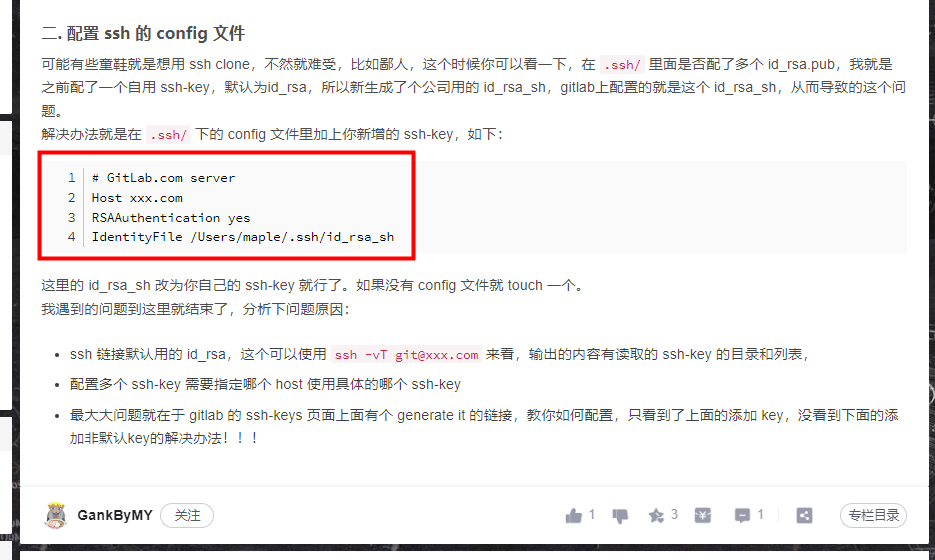 二. 配置 ssh 的 config 文件
可能有些童鞋就是想用 ssh clone，不然就难受，比如鄙人，这个时候你可以看一下，在 .ssh/ 里面是否配了多个 id_rsa.pub，我就是
之前配了一个自用 ssh-key，默认为id_rsa，所以新生成了个公司用的 id_rsa_sh，gitlab上配置的就是这个 id_rsa_sh，从而导致的这个问
题。
解决办法就是在 .ssh/ 下的 config 文件里加上你新增的 ssh-key，如下：
1 # GitLab.com server
2 Host xxx.com
3 RSAAuthentication yes
4 IdentityFile /Users/maple/.ssh/id_rsa_sh
这里的 id_rsa_sh 改为你自己的 ssh-key 就行了。如果没有 config 文件就 touch 一个。
我遇到的问题到这里就结束了，分析下问题原因：
• ssh 链接默认用的 id_rsa，这个可以使用 ssh -vT git@xxx.com 来看，输出的内容有读取的 ssh-key 的目录和列表，
• 配置多个 ssh-key 需要指定哪个 host 使用具体的哪个 ssh-key
• 最大大问题就在于 gitlab 的 ssh-keys 页面上面有个 generate it 的链接，教你如何配置，只看到了上面的添加 key，没看到下面的添
加非默认key的解决办法！！！
GankByMY 关注 1 3 1 专栏目录